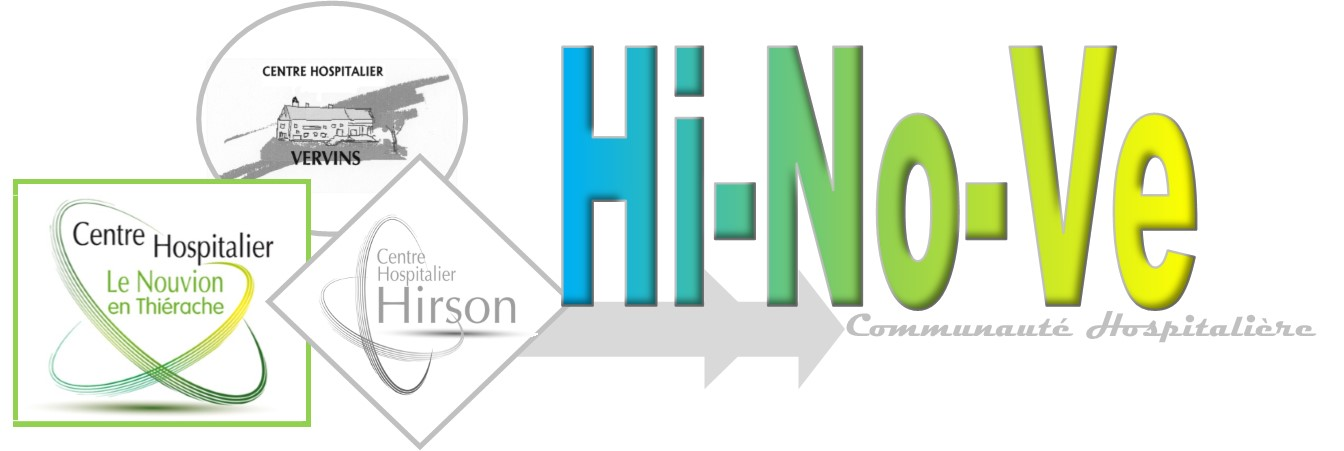 CENTRE HOSPITALIER
VERVINS
Centre Hospitalier
Le Nouvion
en Thiérache
Centre
Hospitalier
Hirson
Hi-No-Ve
Communauté Hospitalière